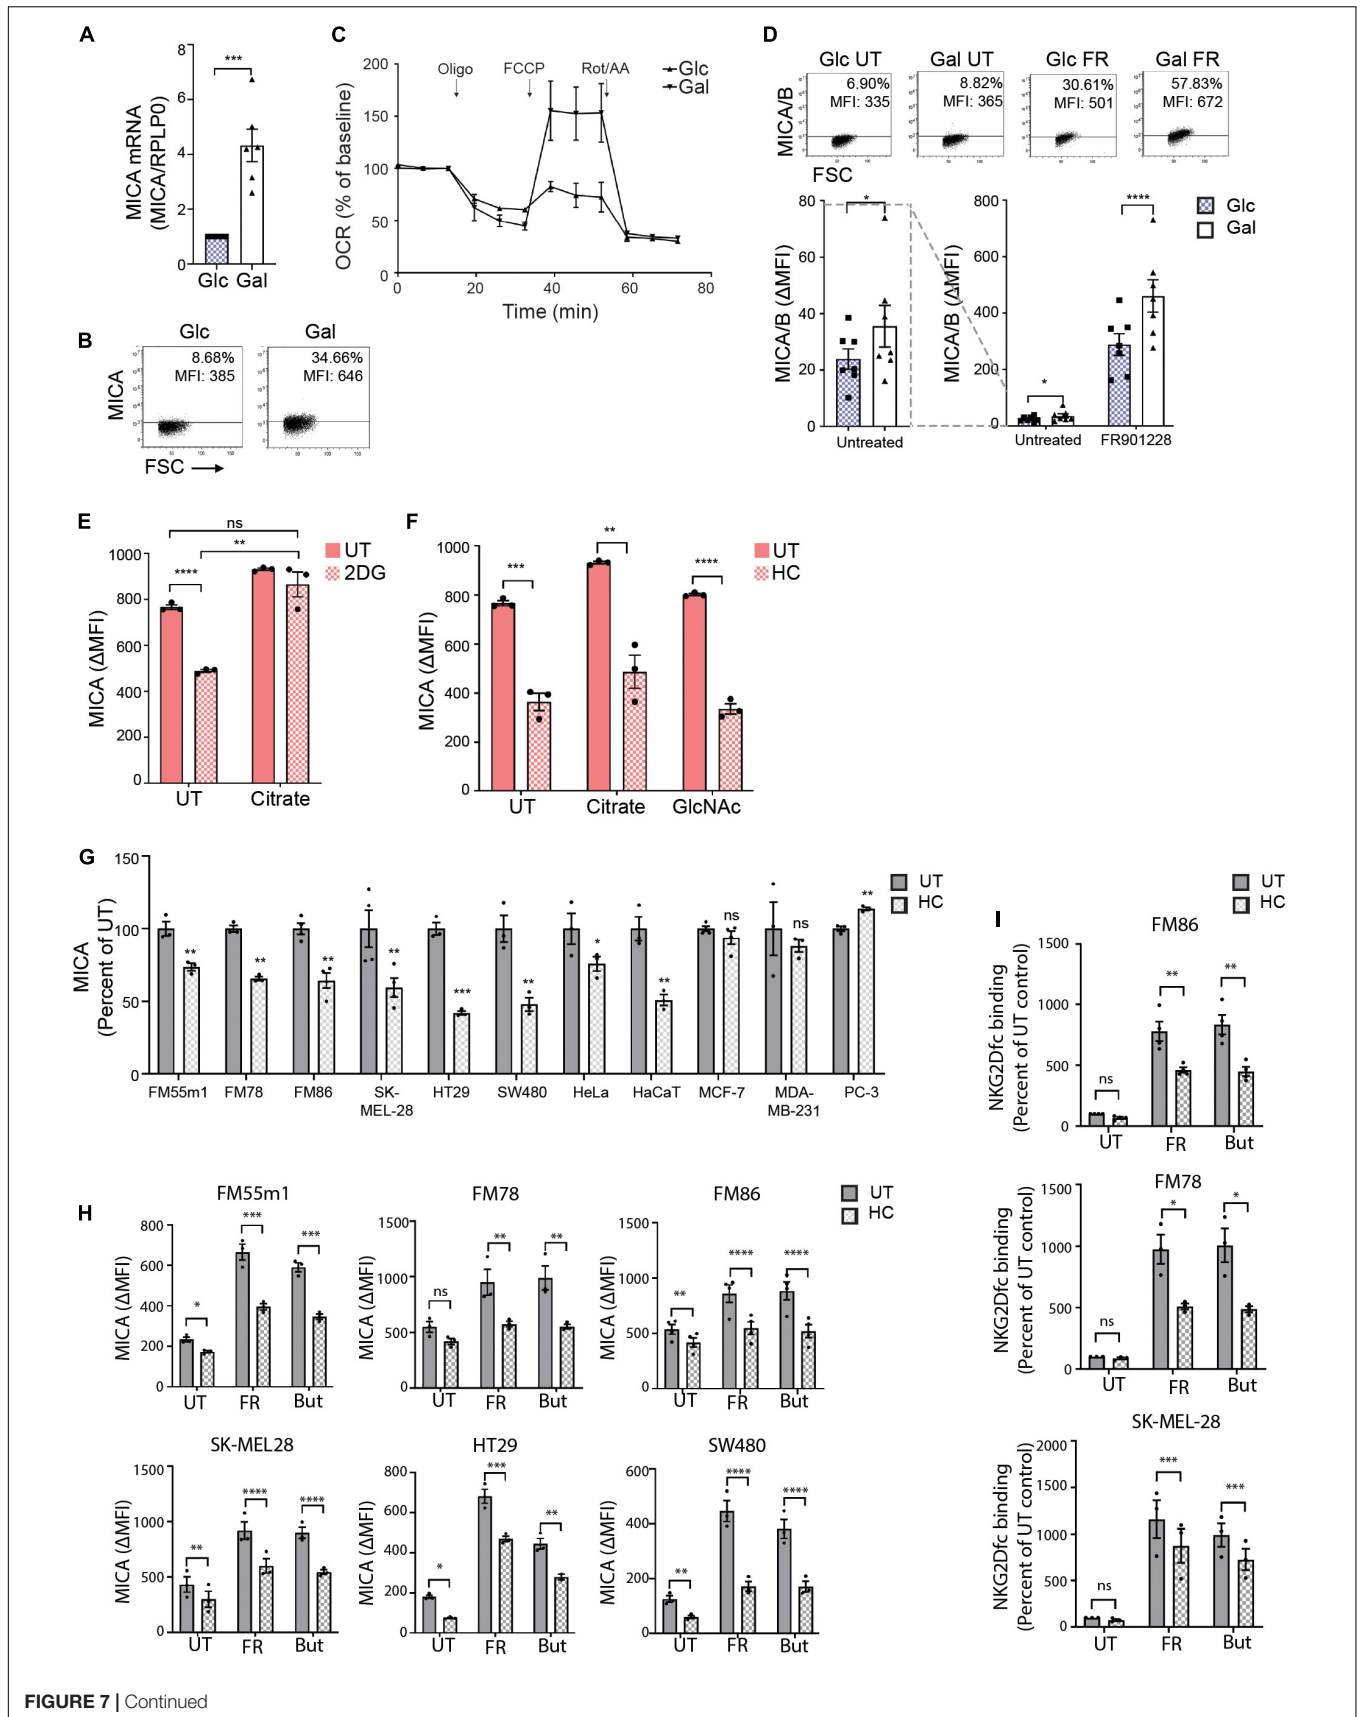 A
MICA mRNA
(MICA/RPLP0)
8
6
4
2
0
***
Glc Gal
B
Glc
Gal
8.68%
MFI: 385
34.66%
MFI: 646
MICA
FSC
C
OCR (% of baseline)
200
150
100
50
0
Oligo
FCCP
Rot/AA
Glc
Gal
0 20 40 60 80
Time (min)
D
Glc UT
Gal UT
Glc FR
Gal FR
6.90%
MFI: 335
8.82%
MFI: 365
30.61%
MFI: 501
57.83%
MFI: 672
MICA/B
FSC
MICA/B (ΔMFI)
80
60
40
20
0
*
Untreated
MICA/B (ΔMFI)
800
600
400
200
0
*
****
Untreated FR901228
Glc
Gal
E
MICA (ΔMFI)
1000
800
600
400
200
0
ns
**
****
UT
2DG
UT Citrate
F
MICA (ΔMFI)
1000
800
600
400
200
0
***
**
****
UT
HC
UT Citrate GlcNAc
G
MICA
(Percent of UT)
150
100
50
0
** ** ** ** *** ** * ** ns ns **
UT
HC
FM55m1 FM78 FM86 SK-MEL-28 HT29 SW480 HeLa HaCaT MCF-7 MDA-MB-231 PC-3
H
UT
HC
FM55m1
MICA (ΔMFI)
800
600
400
200
0
* *** ***
UT FR But
FM78
MICA (ΔMFI)
1500
1000
500
0
ns ** **
UT FR But
FM86
MICA (ΔMFI)
1500
1000
500
0
** **** ****
UT FR But
SK-MEL28
MICA (ΔMFI)
1500
1000
500
0
** **** ****
UT FR But
HT29
MICA (ΔMFI)
800
600
400
200
0
* *** **
UT FR But
SW480
MICA (ΔMFI)
600
400
200
0
** **** ****
UT FR But
I
UT
HC
FM86
NKG2Dfc binding
(Percent of UT control)
1500
1000
500
0
ns ** **
UT FR But
FM78
NKG2Dfc binding
(Percent of UT control)
1500
1000
500
0
ns * *
UT FR But
SK-MEL-28
NKG2Dfc binding
(Percent of UT control)
2000
1500
1000
500
0
ns *** ***
UT FR But
FIGURE 7 | Continued